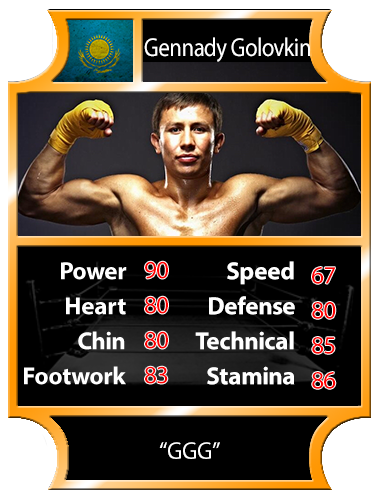 Gennady Golovkin
Power 90 Speed 67
Heart 80 Defense 80
Chin 80 Technical 85
Footwork 83 Stamina 86
“GGG”